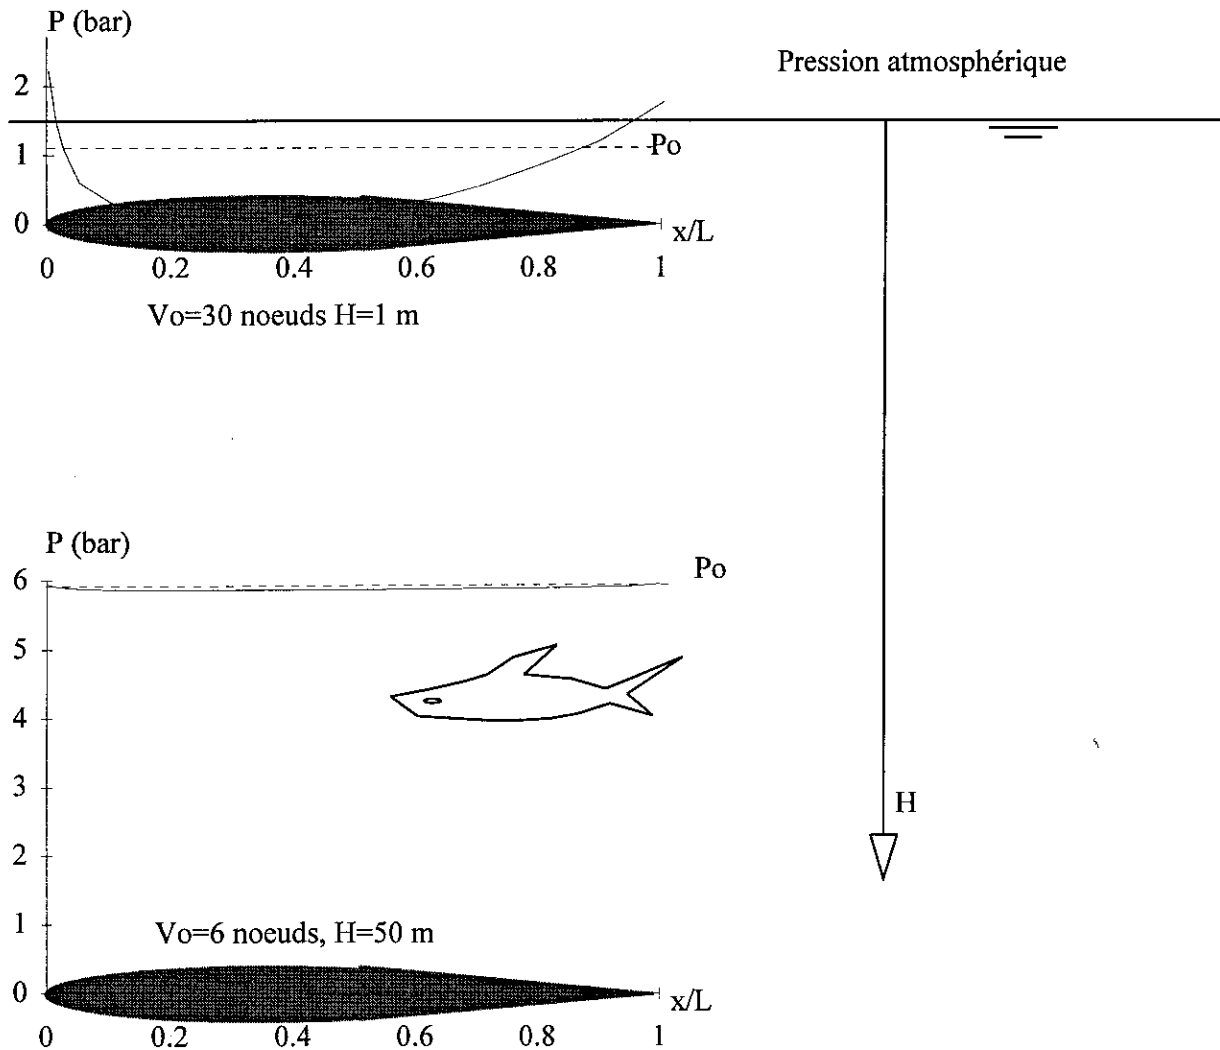 P (bar)
Pression atmosphérique
2
1
Po
0
x/L
0 0.2 0.4 0.6 0.8 1
Vo=30 noeuds H=1 m
P (bar)
6
Po
5
4
3
H
2
1
Vo=6 noeuds, H=50 m
0
x/L
0 0.2 0.4 0.6 0.8 1